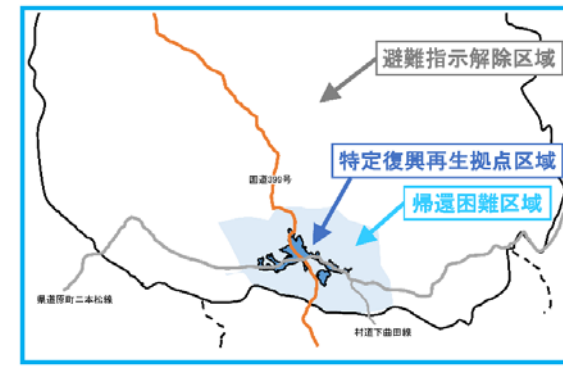 避難指示解除区域
特定復興再生拠点区域
国道399号
帰還困難区域
県道原町二本松線
村道下曲田線